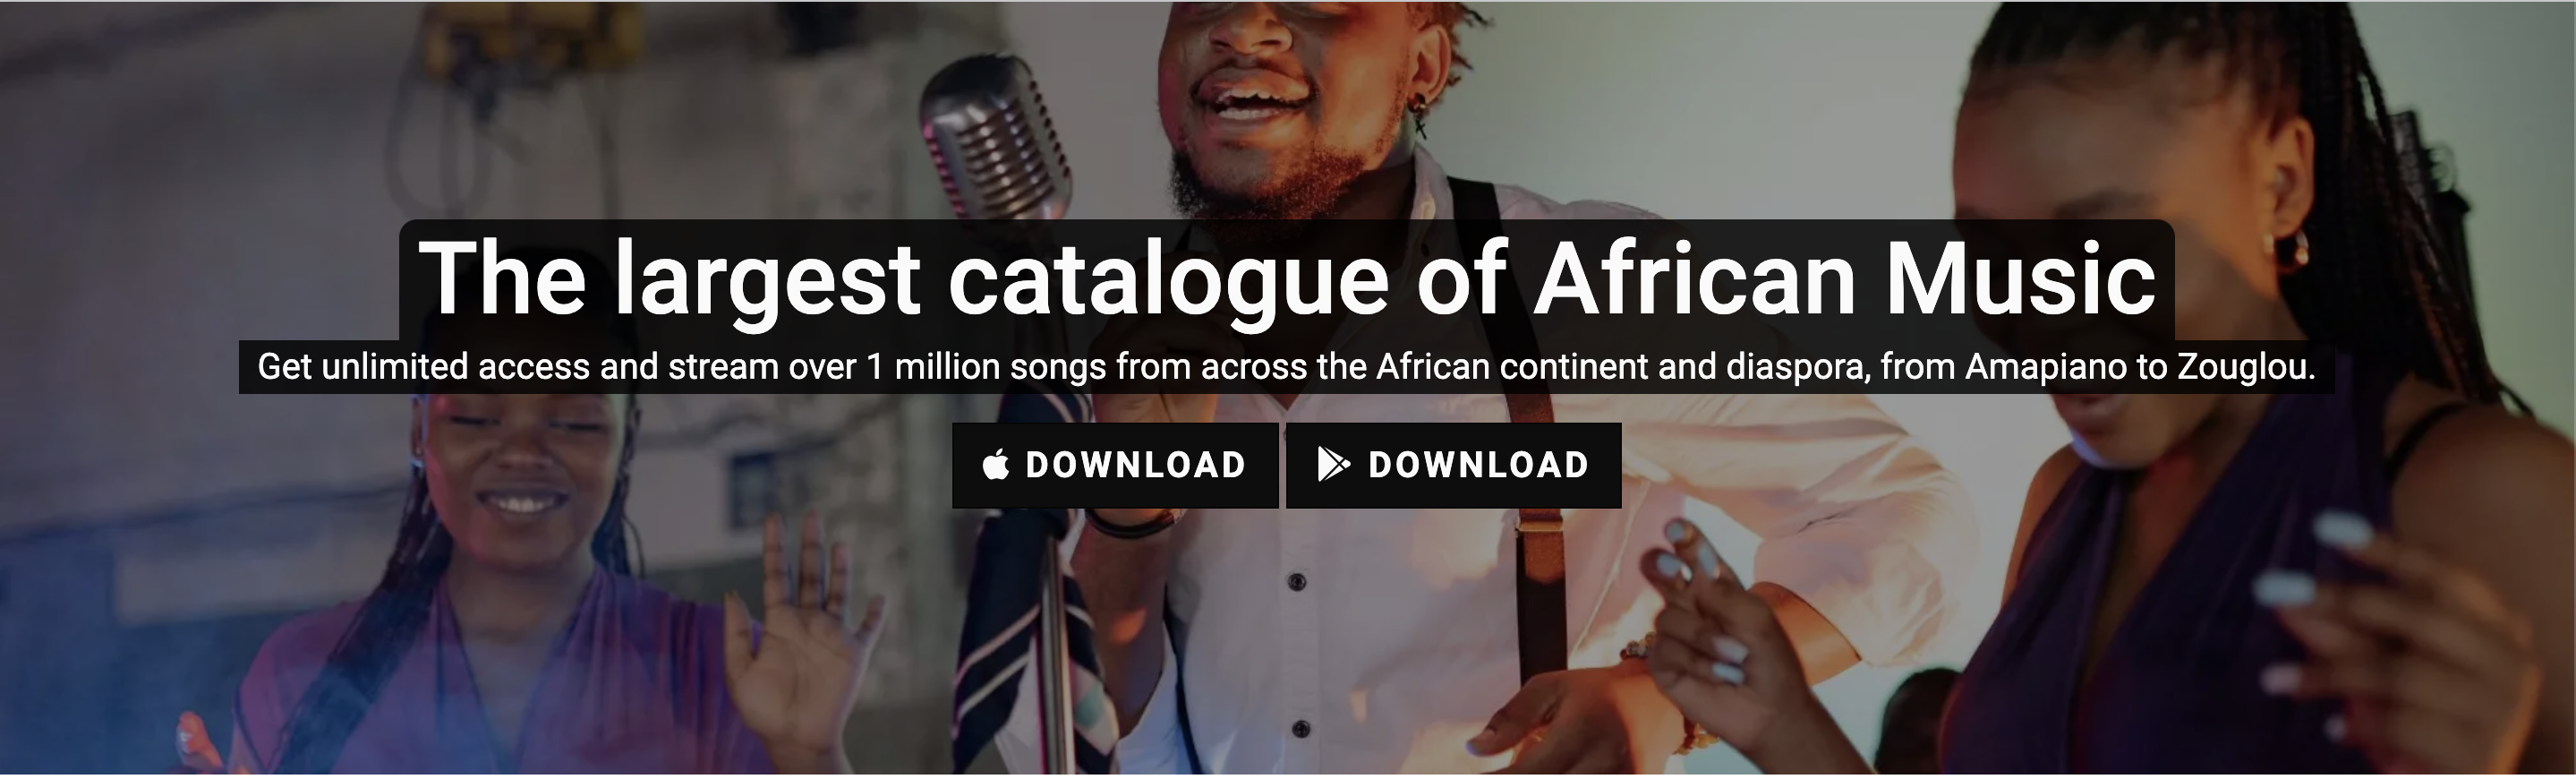 The largest catalogue of African Music
Get unlimited access and stream over 1 million songs from across the African continent and diaspora, from Amapiano to Zouglou.
DOWNLOAD DOWNLOAD